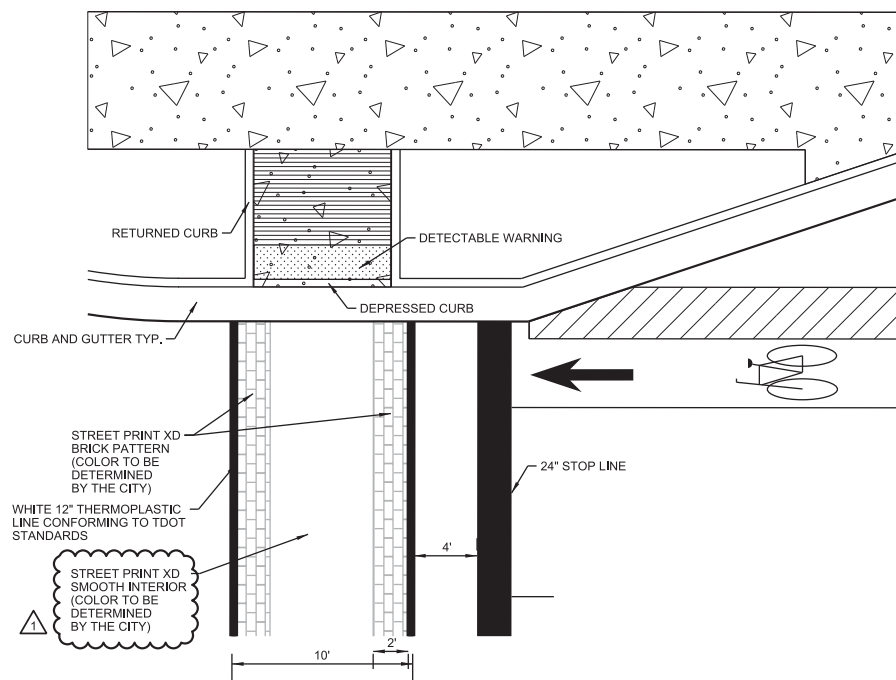 RETURNED CURB
DETECTABLE WARNING
DEPRESSED CURB
CURB AND GUTTER TYP.
STREET PRINT XD
BRICK PATTERN
(COLOR TO BE
DETERMINED
BY THE CITY)
24" STOP LINE
WHITE 12" THERMOPLASTIC
LINE CONFORMING TO TDOT
STANDARDS
4'
STREET PRINT XD
SMOOTH INTERIOR
(COLOR TO BE
DETERMINED
BY THE CITY)
1
2'
10'